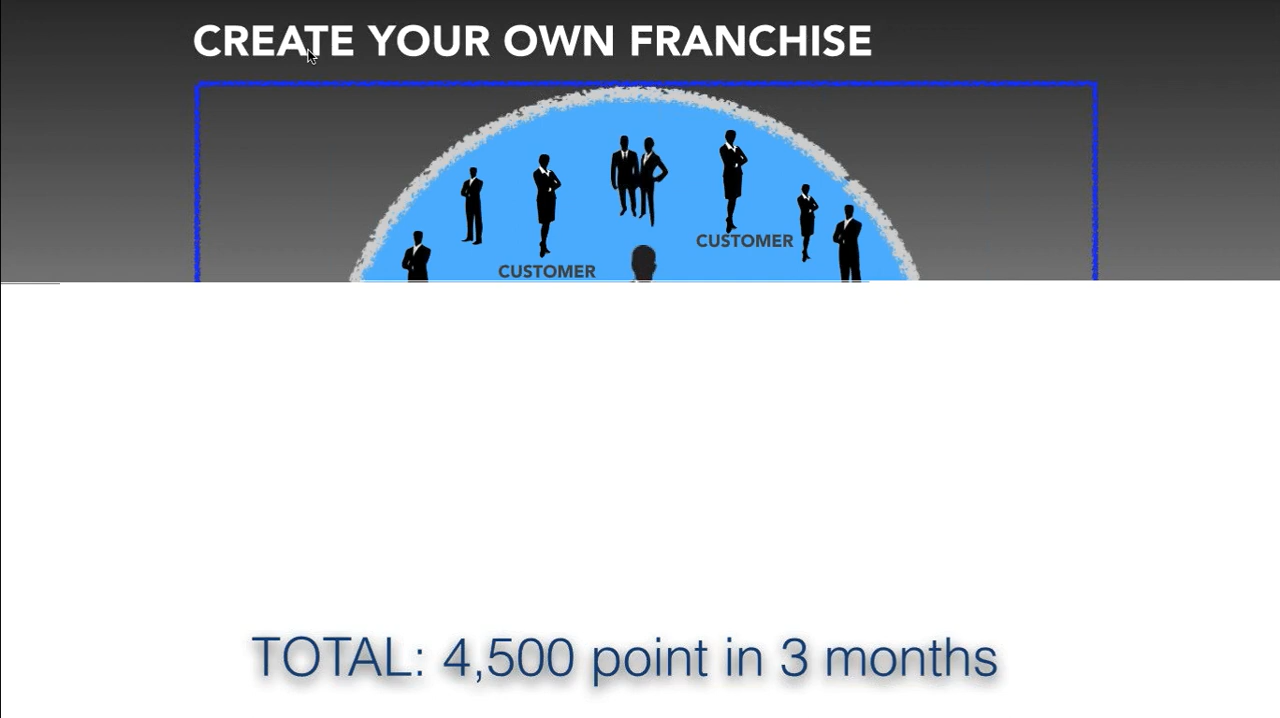 CREATE YOUR OWN FRANCHISE
CUSTOMER
CUSTOMER
TOTAL: 4,500 point in 3 months